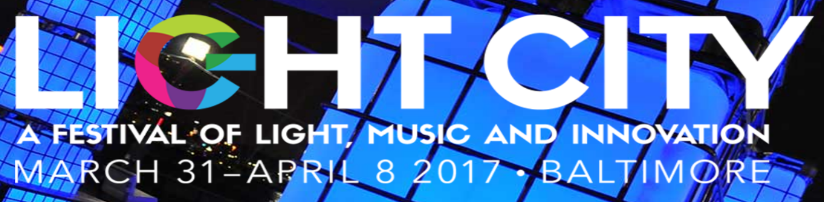 LIGHT CITY
A FESTIVAL OF LIGHT, MUSIC AND INNOVATION
MARCH 31–APRIL 8 2017 • BALTIMORE